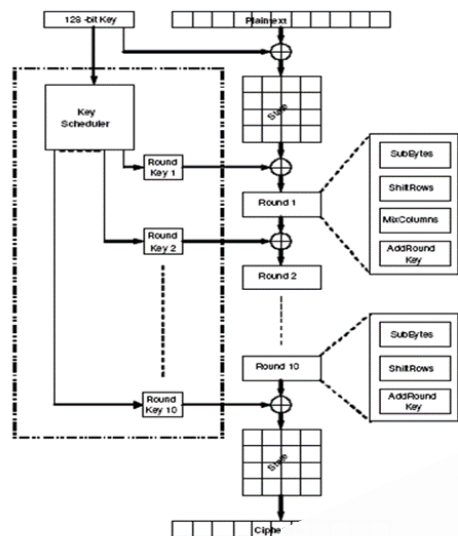 128 -bit Key
Plaintext
State
Key
Scheduler
Round
Key 1
Round 1
SubBytes
ShiftRows
MixColumns
AddRound
Key
Round
Key 2
Round 2
Round 10
SubBytes
ShiftRows
AddRound
Key
Round
Key 10
State
Ciphe